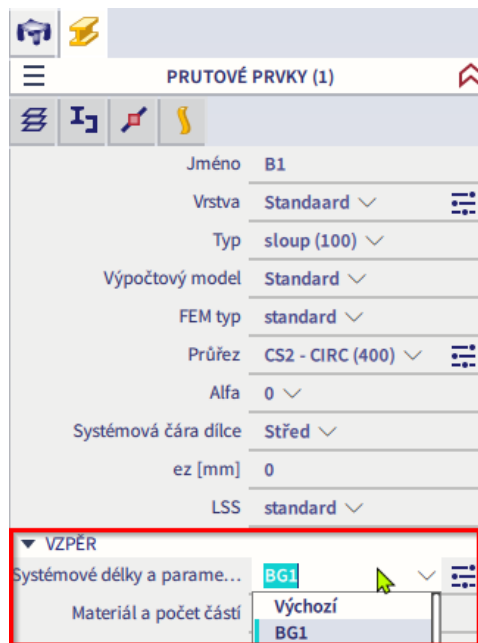 PRUTOVÉ PRVKY (1)
Jméno B1
Vrstva Standaard
Typ sloup (100)
Výpočtový model Standard
FEM typ standard
Průřez CS2 - CIRC (400)
Alfa 0
Systémová čára dílce Střed
ez [mm] 0
LSS standard
VZPĚR
Systémové délky a parame... BG1
Materiál a počet částí Výchozí
BG1